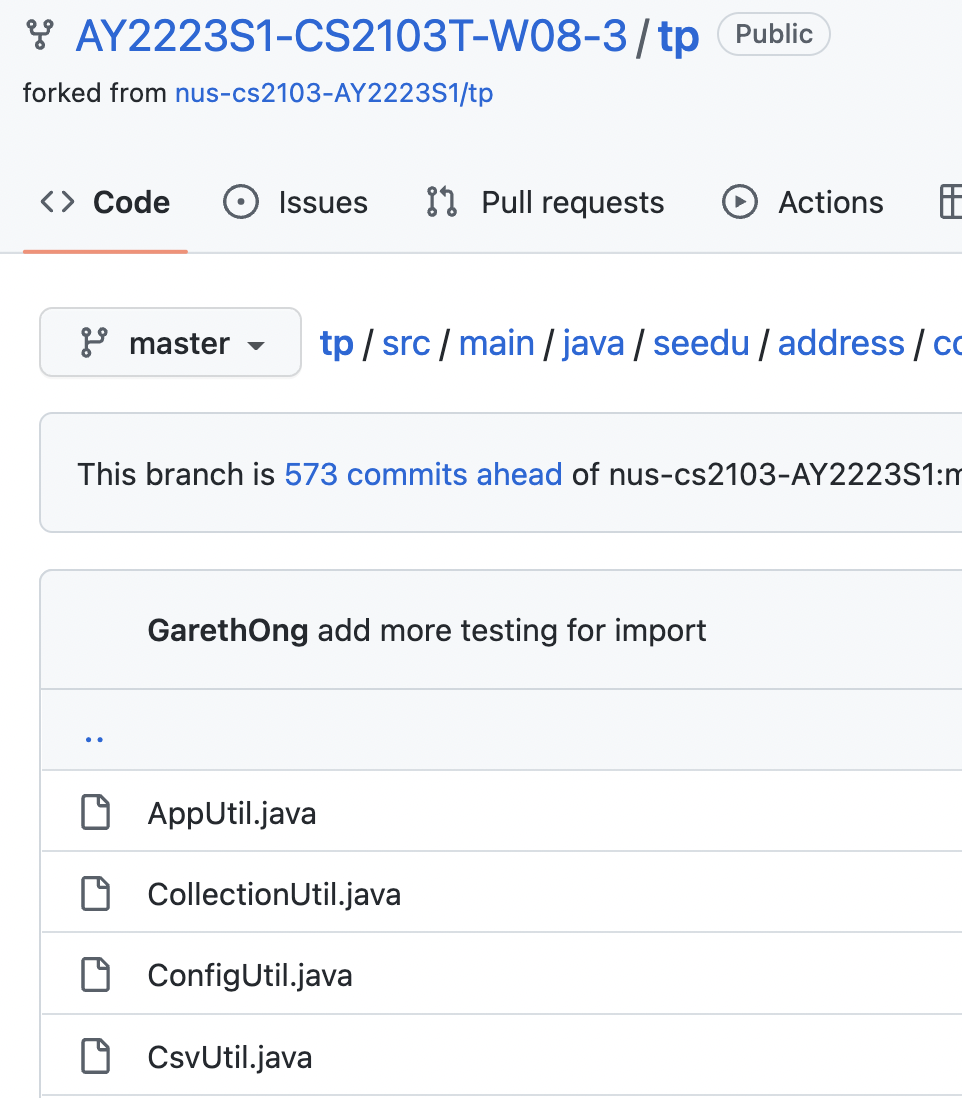 AY2223S1-CS2103T-W08-3 / tp Public
forked from nus-cs2103-AY2223S1/tp
Code Issues Pull requests Actions
master tp / src / main / java / seedu / address /
This branch is 573 commits ahead of nus-cs2103-AY2223S1:m
GarethOng add more testing for import
..
AppUtil.java
CollectionUtil.java
ConfigUtil.java
CsvUtil.java